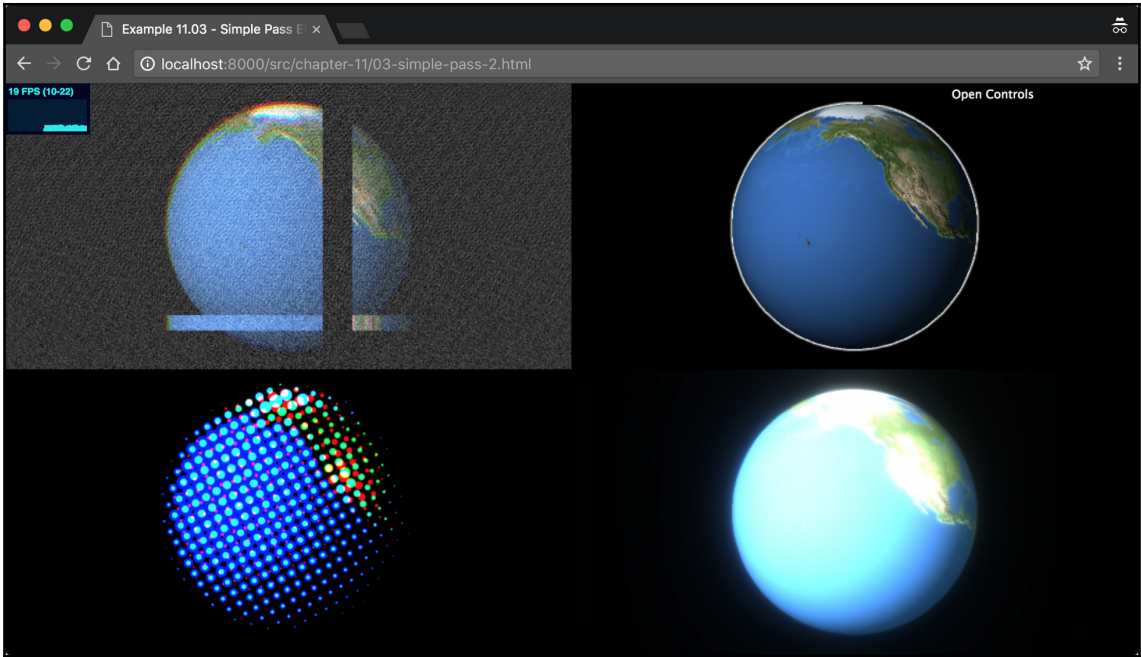 Example 11.03 - Simple Pass E
localhost:8000/src/chapter-11/03-simple-pass-2.html
19 FPS (10-22)
Open Controls